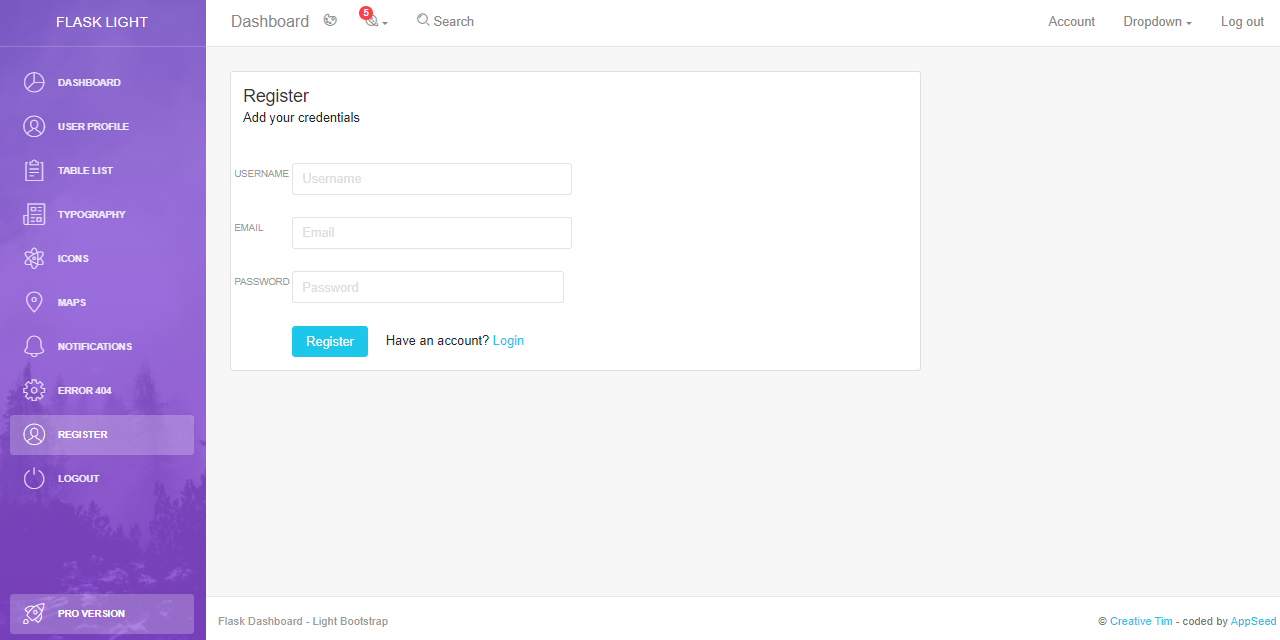 FLASK LIGHT
DASHBOARD
USER PROFILE
TABLE LIST
TYPOGRAPHY
ICONS
MAPS
NOTIFICATIONS
ERROR 404
REGISTER
LOGOUT
PRO VERSION
Dashboard 5 Search Account Dropdown Log out
Register
Add your credentials
USERNAME Username
EMAIL Email
PASSWORD Password
Register Have an account? Login
Flask Dashboard - Light Bootstrap © Creative Tim - coded by AppSeed